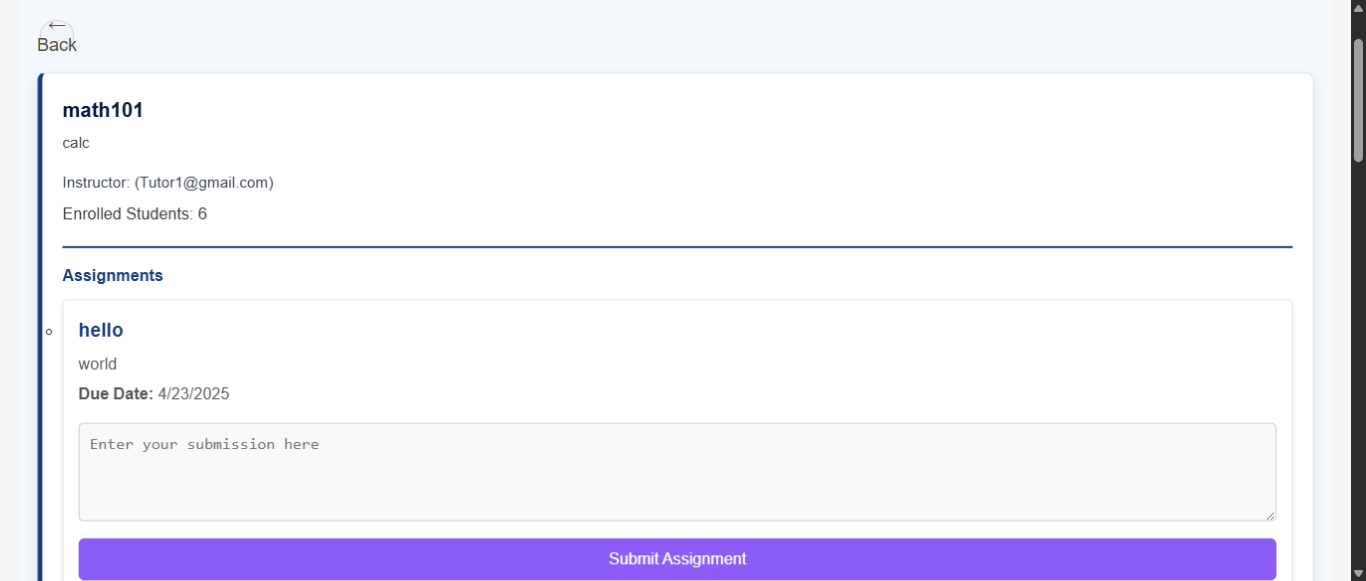 ←
Back
math101
calc
Instructor: (Tutor1@gmail.com)
Enrolled Students: 6
Assignments
hello
world
Due Date: 4/23/2025
Enter your submission here
Submit Assignment